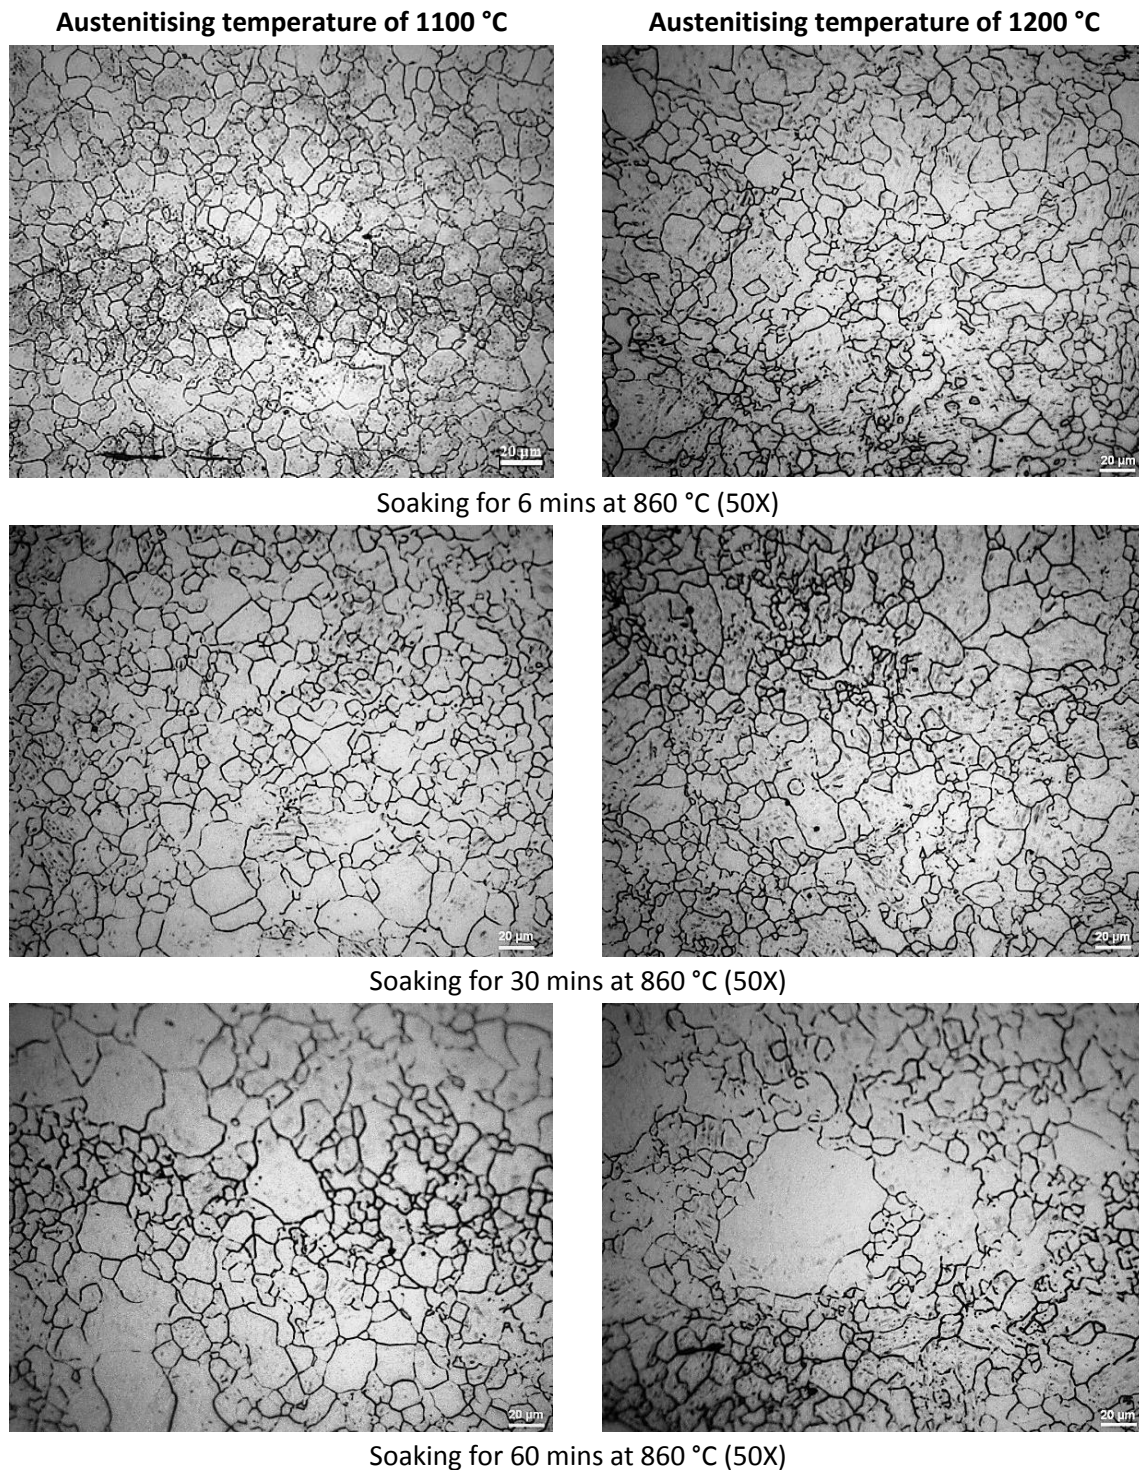 Austenitising temperature of 1100 °C
Austenitising temperature of 1200 °C
20 µm
20 µm
Soaking for 6 mins at 860 °C (50X)
20 µm
20 µm
Soaking for 30 mins at 860 °C (50X)
20 µm
20 µm
Soaking for 60 mins at 860 °C (50X)